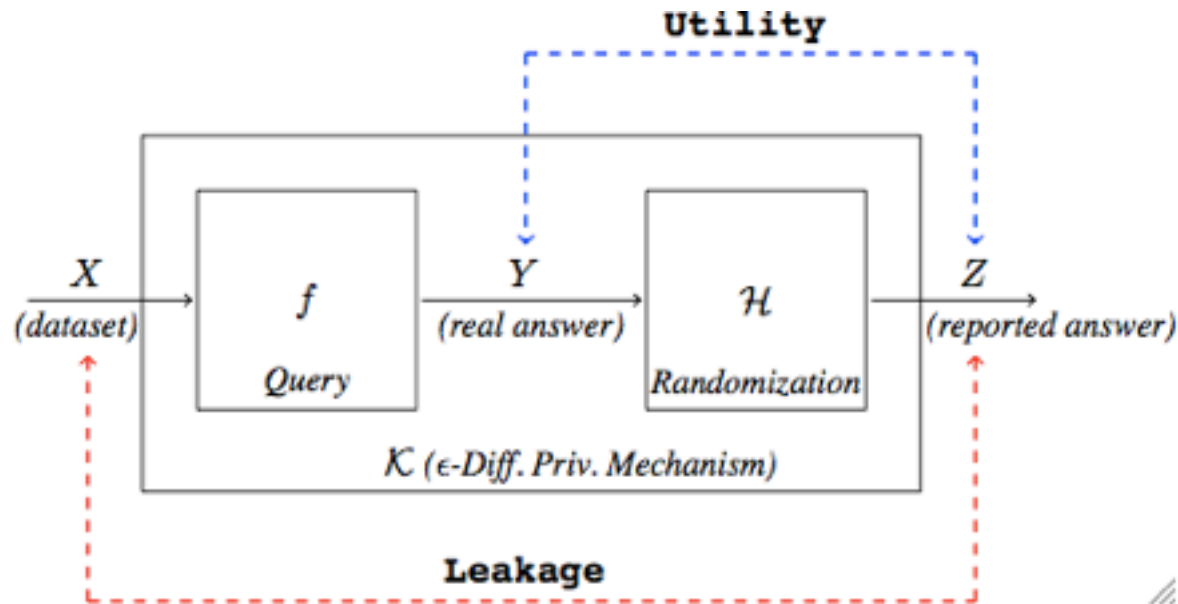 Utility
X
(dataset)
f
Query
Y
(real answer)
ℋ
Randomization
Z
(reported answer)
𝒦 (ϵ-Diff. Priv. Mechanism)
Leakage